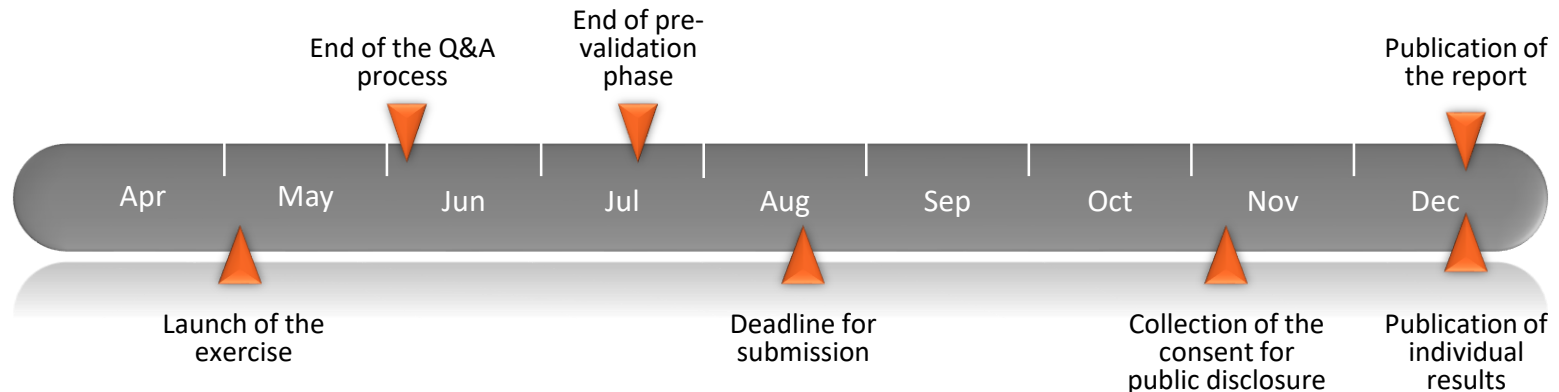 End of the Q&A
process
End of pre-
validation
phase
Publication of
the report
Apr
May
Jun
Jul
Aug
Sep
Oct
Nov
Dec
Launch of the
exercise
Deadline for
submission
Collection of the
consent for
public disclosure
Publication of
individual
results